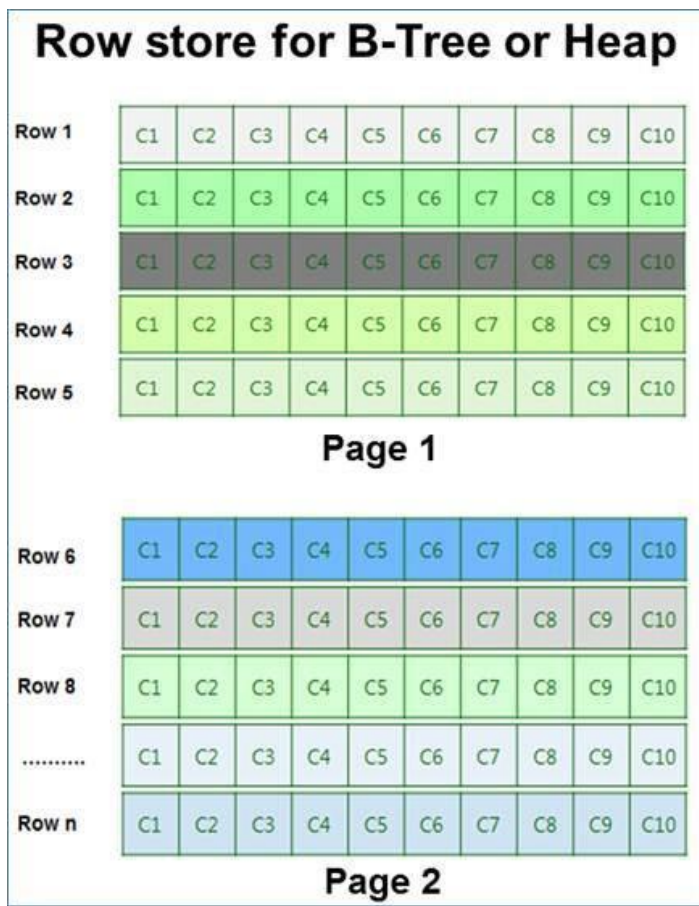 Row store for B-Tree or Heap
Row 1 C1 C2 C3 C4 C5 C6 C7 C8 C9 C10
Row 2 C1 C2 C3 C4 C5 C6 C7 C8 C9 C10
Row 3 C1 C2 C3 C4 C5 C6 C7 C8 C9 C10
Row 4 C1 C2 C3 C4 C5 C6 C7 C8 C9 C10
Row 5 C1 C2 C3 C4 C5 C6 C7 C8 C9 C10
Page 1
Row 6 C1 C2 C3 C4 C5 C6 C7 C8 C9 C10
Row 7 C1 C2 C3 C4 C5 C6 C7 C8 C9 C10
Row 8 C1 C2 C3 C4 C5 C6 C7 C8 C9 C10
.......... C1 C2 C3 C4 C5 C6 C7 C8 C9 C10
Row n C1 C2 C3 C4 C5 C6 C7 C8 C9 C10
Page 2